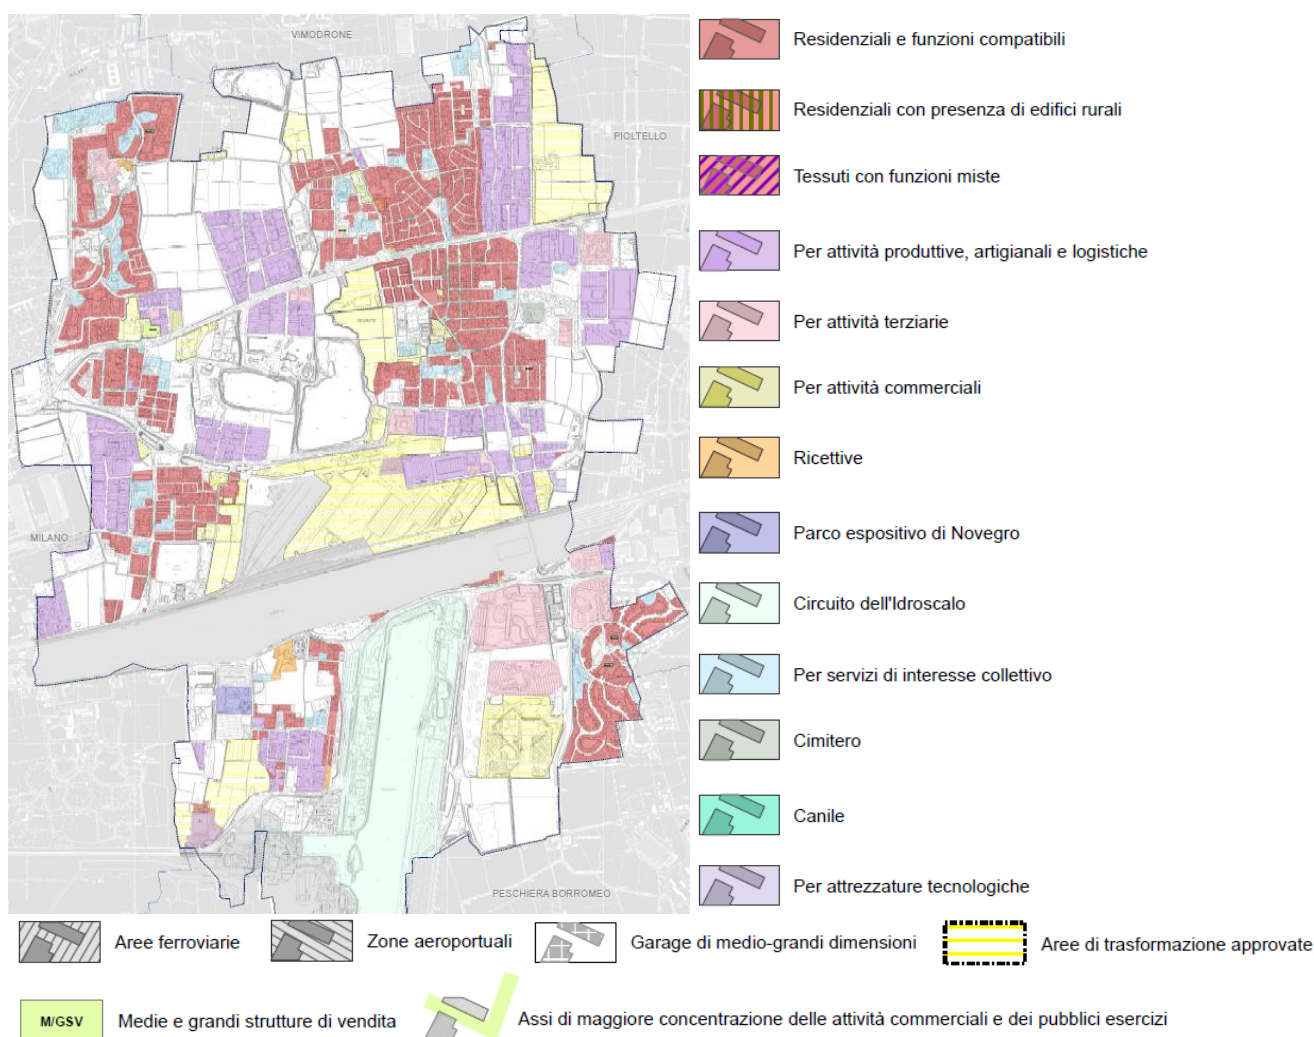 VIMODRONE
PIOLTELLO
MILANO
PESCHIERA BORROMEO
Residenziali e funzioni compatibili
Residenziali con presenza di edifici rurali
Tessuti con funzioni miste
Per attività produttive, artigianali e logistiche
Per attività terziarie
Per attività commerciali
Ricettive
Parco espositivo di Novegro
Circuito dell'Idroscalo
Per servizi di interesse collettivo
Cimitero
Canile
Per attrezzature tecnologiche
Aree ferroviarie
Zone aeroportuali
Garage di medio-grandi dimensioni
Aree di trasformazione approvate
M/GSV
Medie e grandi strutture di vendita
Assi di maggiore concentrazione delle attività commerciali e dei pubblici esercizi